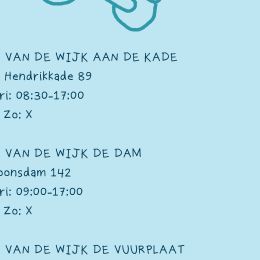 VAN DE WIJK AAN DE KADE
Hendrikkade 89
ri: 08:30-17:00
Zo: X
VAN DE WIJK DE DAM
oonsdam 142
ri: 09:00-17:00
Zo: X
VAN DE WIJK DE VUURPLAAT